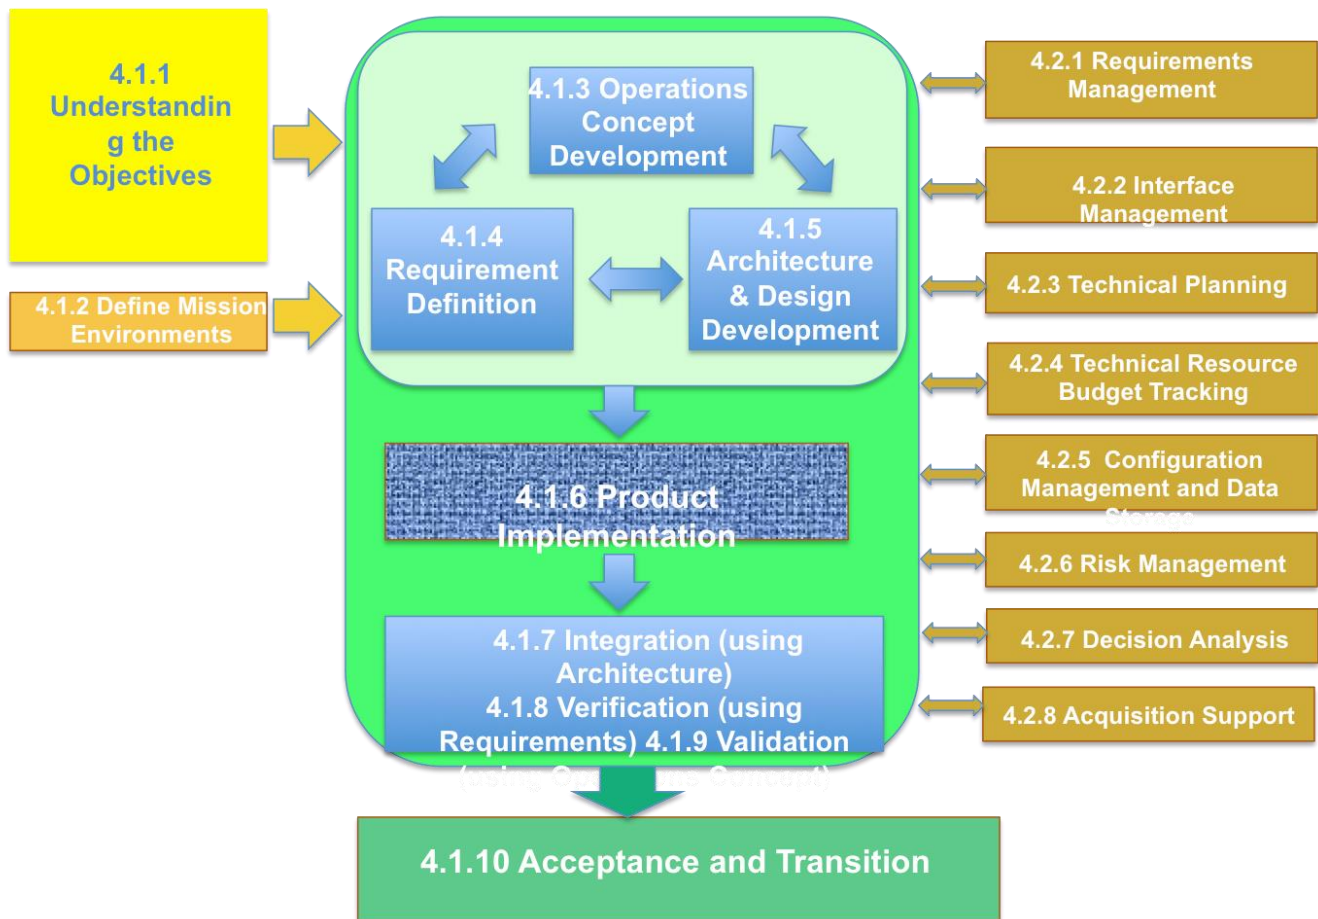 4.1.1
Understandin
g the
Objectives
4.1.2 Define Mission
Environments
4.1.3 Operations
Concept
Development
4.1.4
Requirement
Definition
4.1.5
Architecture
& Design
Development
4.1.6 Product
Implementation
4.1.7 Integration (using
Architecture)
4.1.8 Verification (using
Requirements) 4.1.9 Validation
(using Operations Concept)
4.1.10 Acceptance and Transition
4.2.1 Requirements
Management
4.2.2 Interface
Management
4.2.3 Technical Planning
4.2.4 Technical Resource
Budget Tracking
4.2.5 Configuration
Management and Data
Storage
4.2.6 Risk Management
4.2.7 Decision Analysis
4.2.8 Acquisition Support